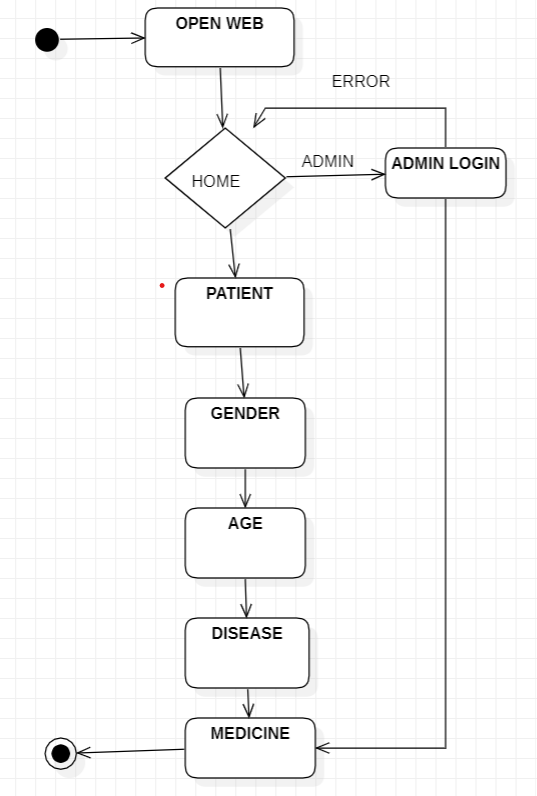 OPEN WEB
ERROR
ADMIN
ADMIN LOGIN
HOME
PATIENT
GENDER
AGE
DISEASE
MEDICINE